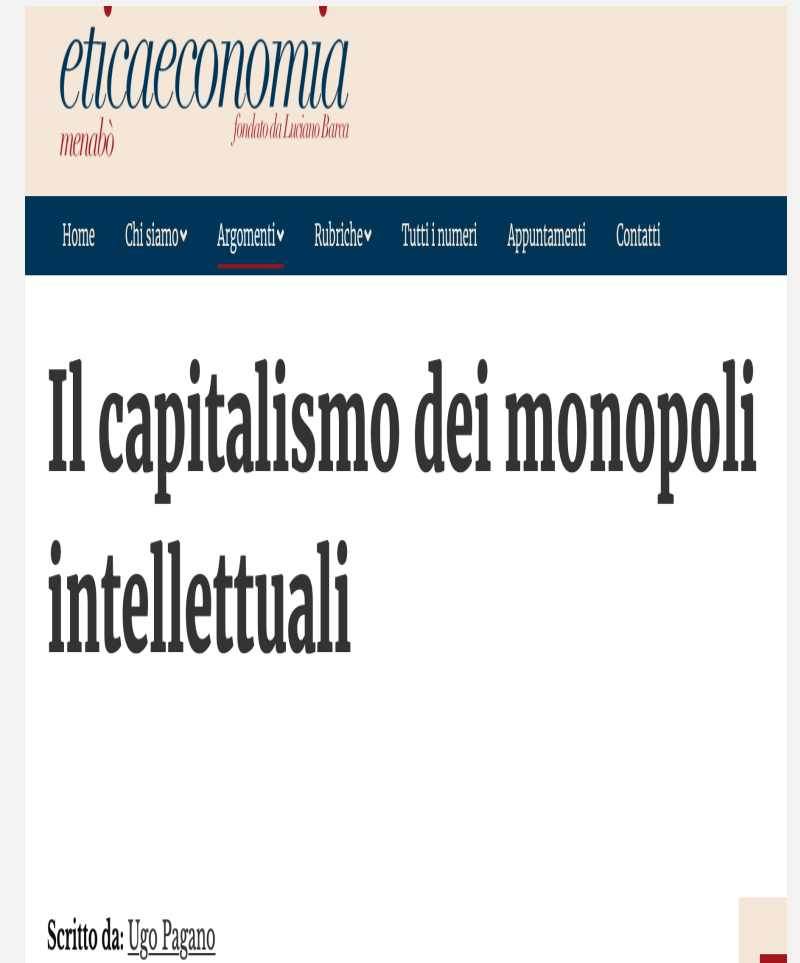 eticaeconomia
menabò
fondato da Luciano Barca
Home Chi siamo Argomenti Rubriche Tutti i numeri Appuntamenti Contatti
Il capitalismo dei monopoli
intellettuali
Scritto da: Ugo Pagano